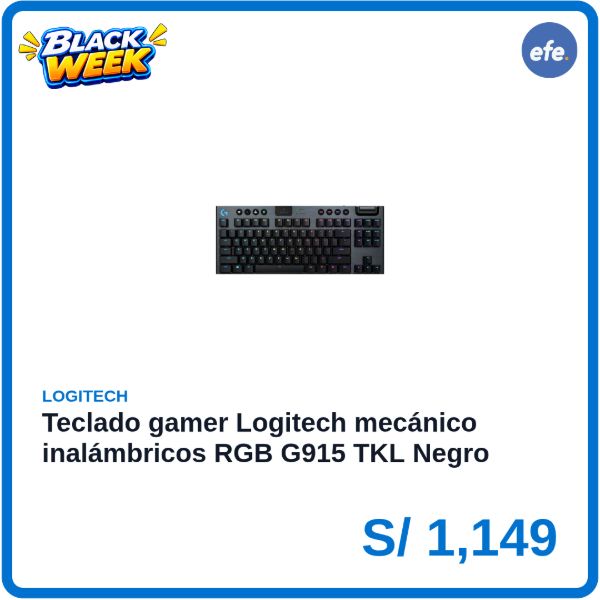 BLACK
WEEK
efe.
LOGITECH
Teclado gamer Logitech mecánico
inalámbricos RGB G915 TKL Negro
S/ 1,149